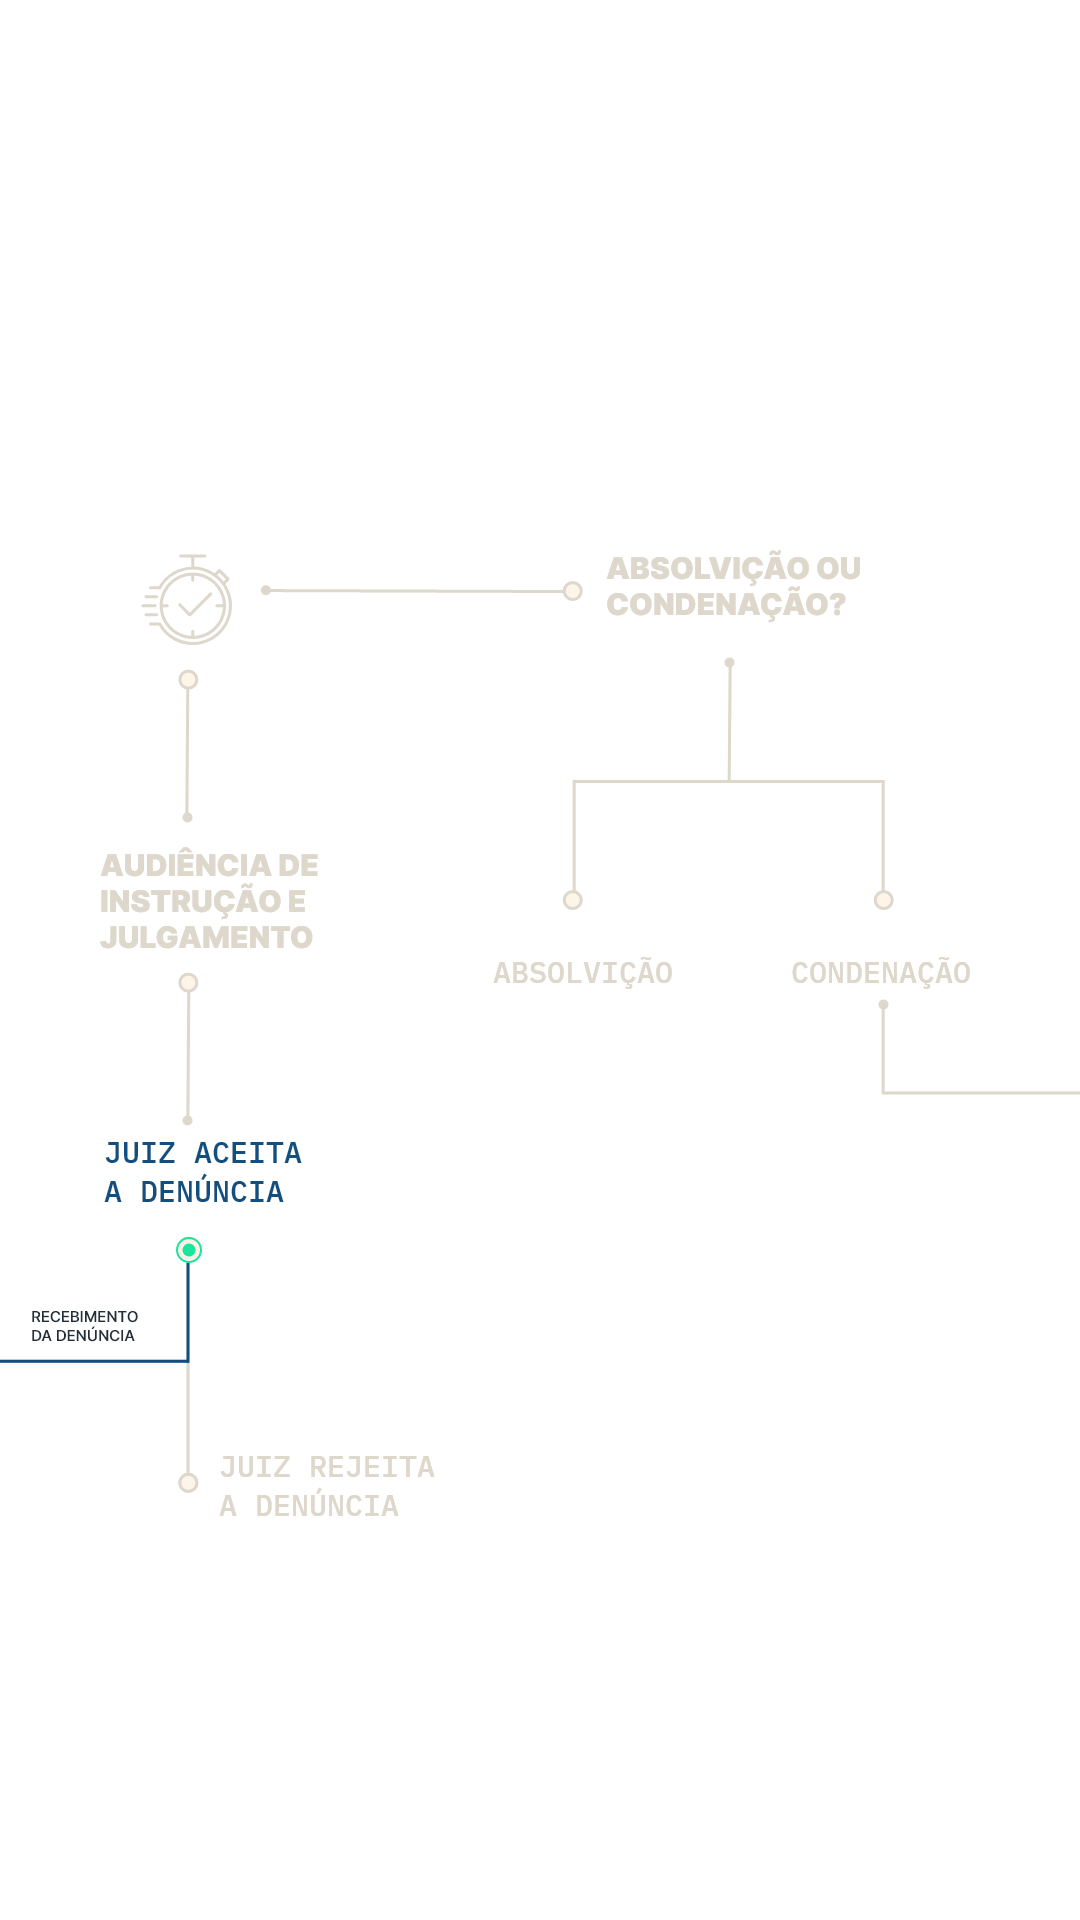 ABSOLVIÇÃO OU
CONDENAÇÃO?
AUDIÊNCIA DE
INSTRUÇÃO E
JULGAMENTO
ABSOLVIÇÃO
CONDENAÇÃO
JUIZ ACEITA
A DENÚNCIA
RECEBIMENTO
DA DENÚNCIA
JUIZ REJEITA
A DENÚNCIA